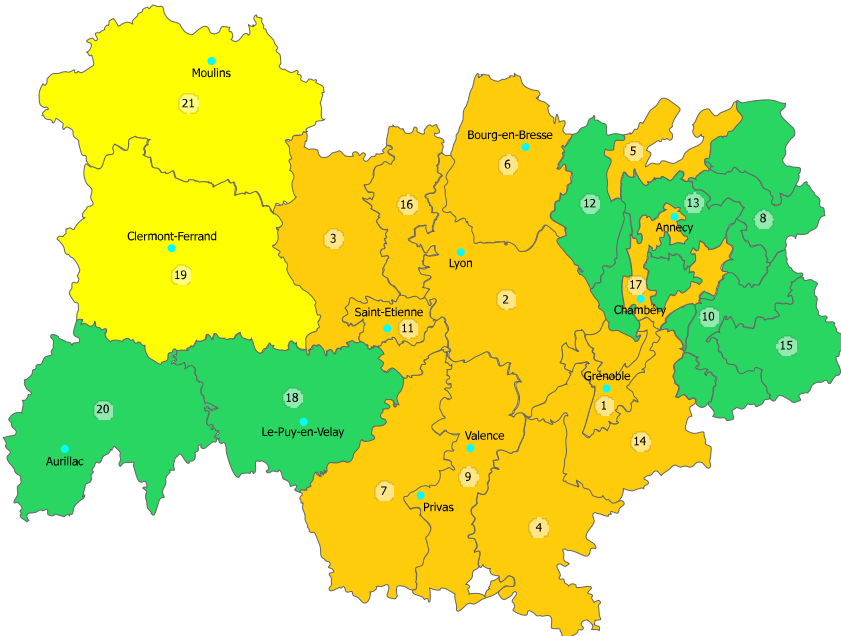 Moulins
21
Bourg-en-Bresse
5
6
12
13
16
8
Annecy
Clermont-Ferrand
3
Lyon
19
17
2
Chambéry
Saint-Etienne
10
11
15
Grenoble
18
1
20
Le-Puy-en-Velay
Valence
14
Aurillac
9
7
Privas
4